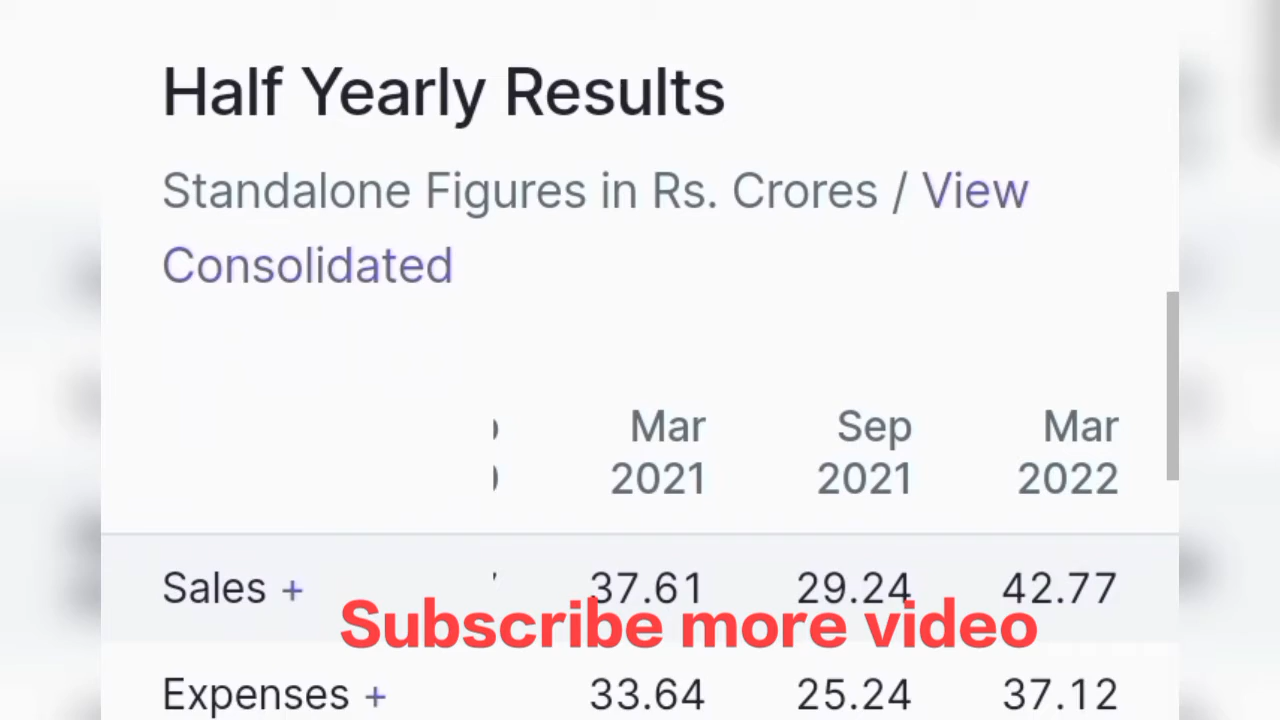 Half Yearly Results
Standalone Figures in Rs. Crores / View
Consolidated
Mar Sep Mar
2021 2021 2022
Sales + 37.61 29.24 42.77
Subscribe more video
Expenses + 33.64 25.24 37.12